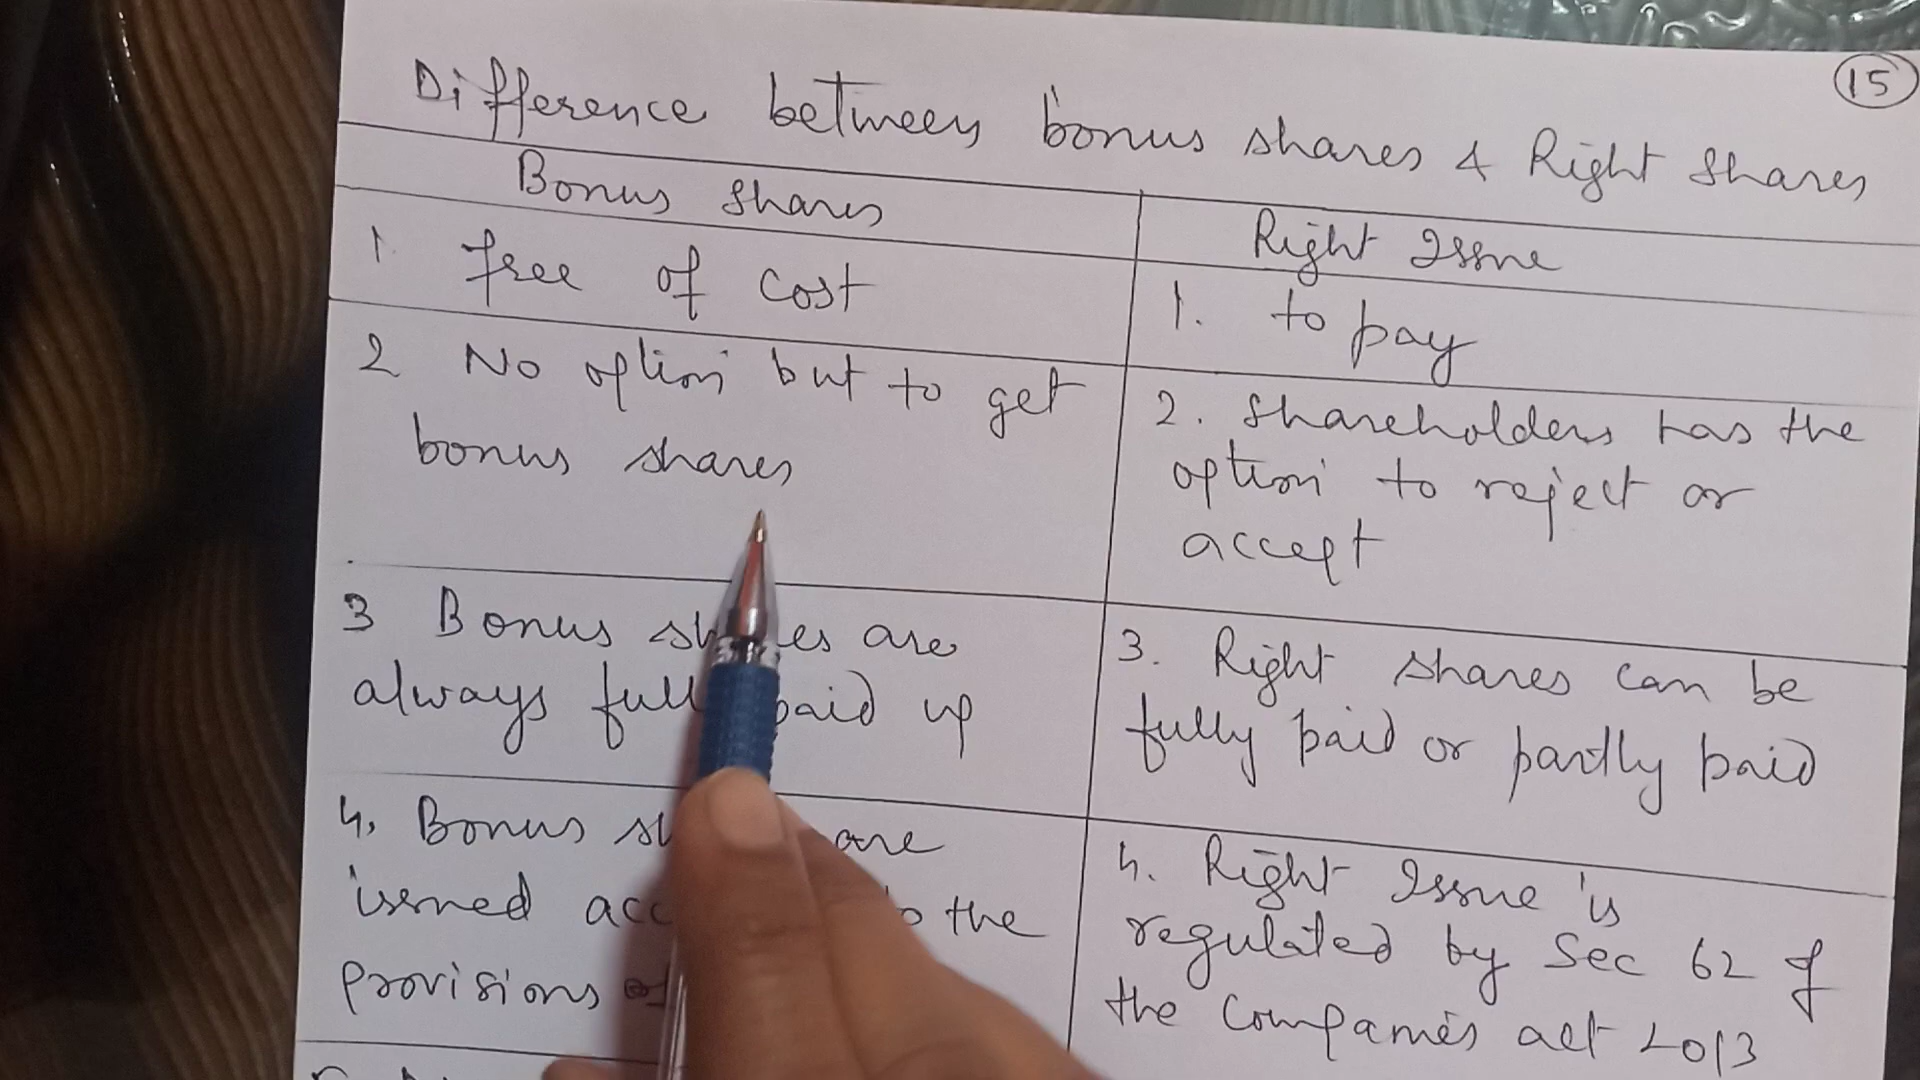 15
Difference between bonus shares & Right Shares
Bonus Shares
1. free of cost
2 No option but to get
bonus shares
3 Bonus are
always paid up
4, Bonus are
issued the
provisions
Right Issue
1. to pay
2. Shareholders has the
option to reject or
accept
3. Right shares can be
fully paid or partly paid
4. Right Issue is
regulated by Sec 62 of
the Companies act 2013